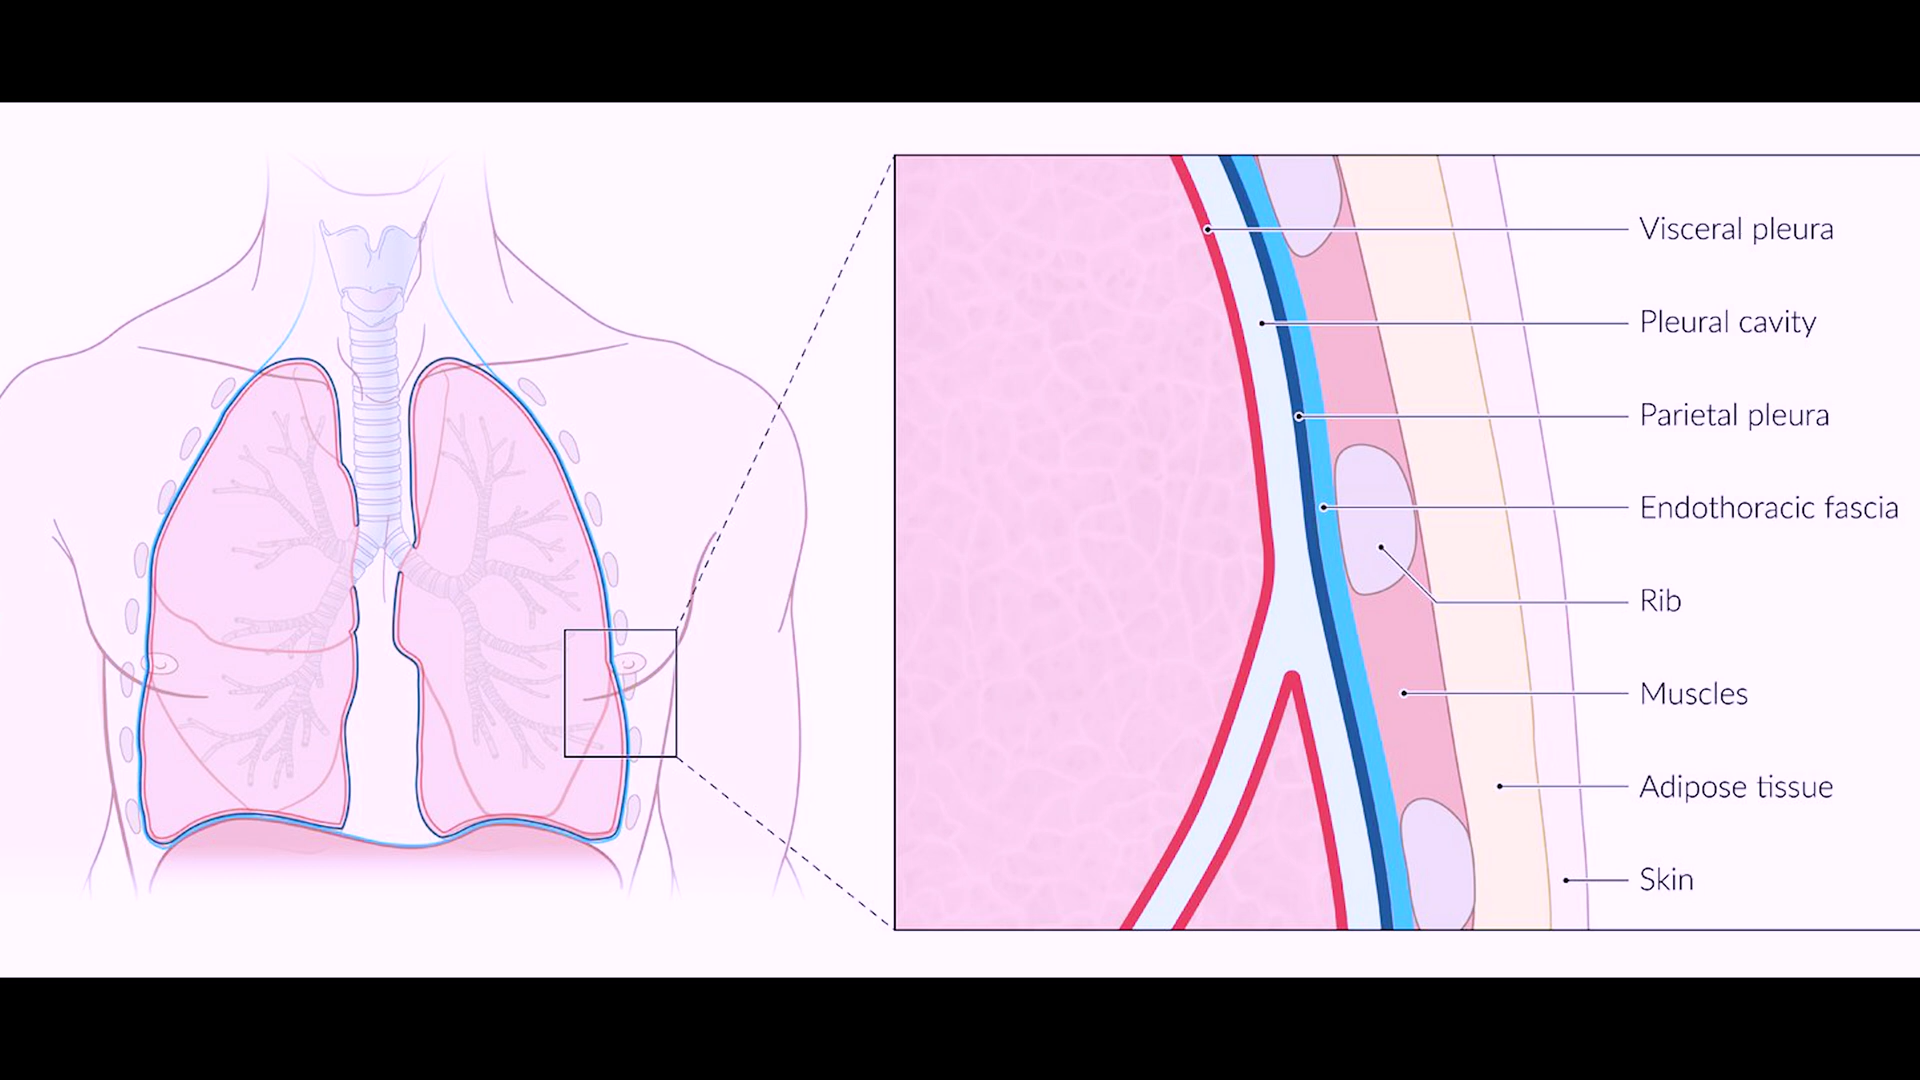 Visceral pleura
Pleural cavity
Parietal pleura
Endothoracic fascia
Rib
Muscles
Adipose tissue
Skin